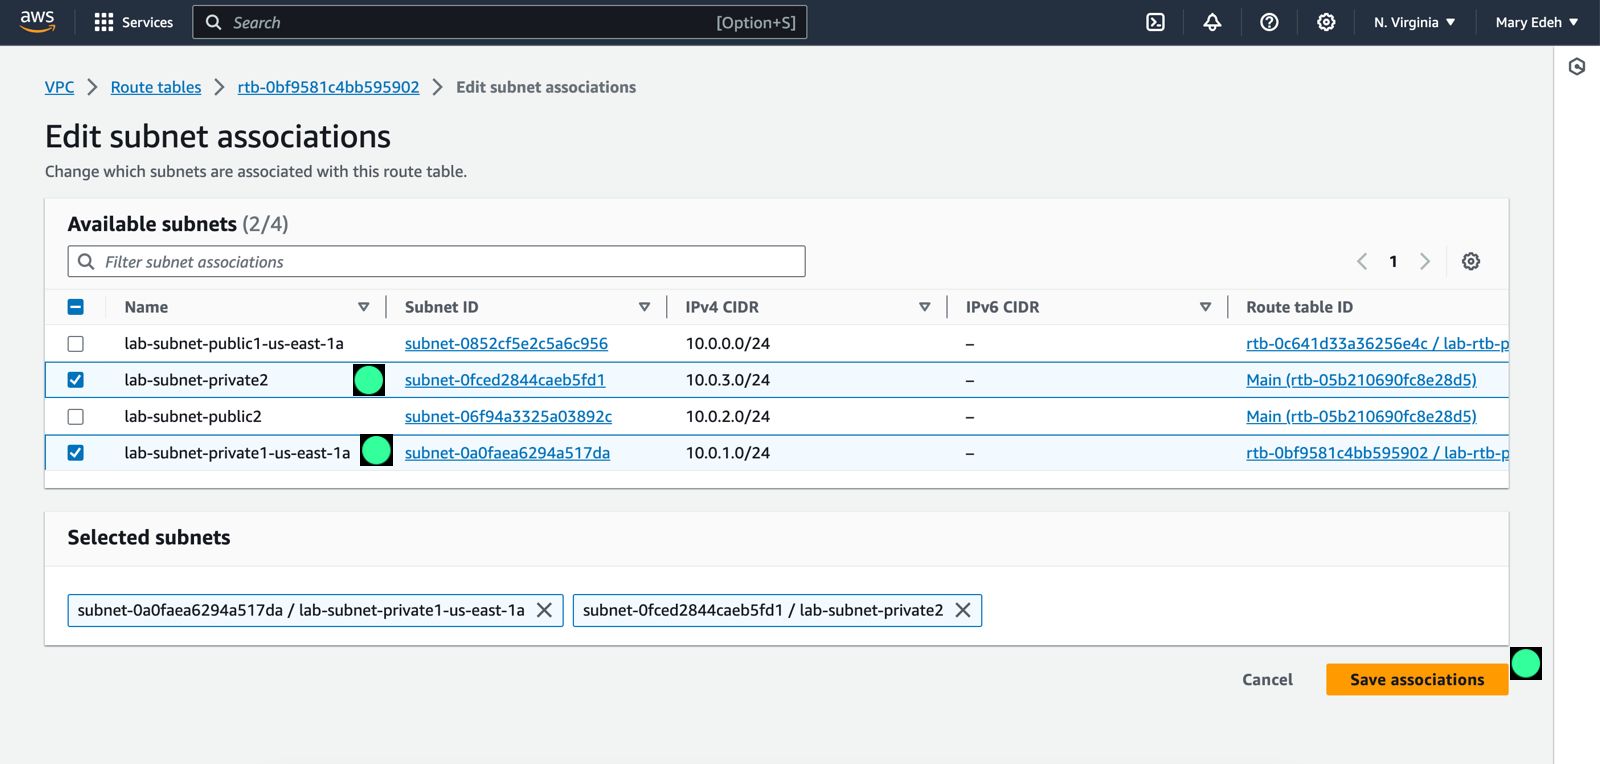 aws Services Search [Option+S] N. Virginia Mary Edeh
VPC Route tables rtb-0bf9581c4bb595902 Edit subnet associations
Edit subnet associations
Change which subnets are associated with this route table.
Available subnets (2/4)
Filter subnet associations 1
Name Subnet ID IPv4 CIDR IPv6 CIDR Route table ID
lab-subnet-public1-us-east-1a subnet-0852cf5e2c5a6c956 10.0.0.0/24 – rtb-0c641d33a36256e4c / lab-rtb-p
lab-subnet-private2 subnet-0fced2844caeb5fd1 10.0.3.0/24 – Main (rtb-05b210690fc8e28d5)
lab-subnet-public2 subnet-06f94a3325a03892c 10.0.2.0/24 – Main (rtb-05b210690fc8e28d5)
lab-subnet-private1-us-east-1a subnet-0a0faea6294a517da 10.0.1.0/24 – rtb-0bf9581c4bb595902 / lab-rtb-p
Selected subnets
subnet-0a0faea6294a517da / lab-subnet-private1-us-east-1a subnet-0fced2844caeb5fd1 / lab-subnet-private2
Cancel Save associations